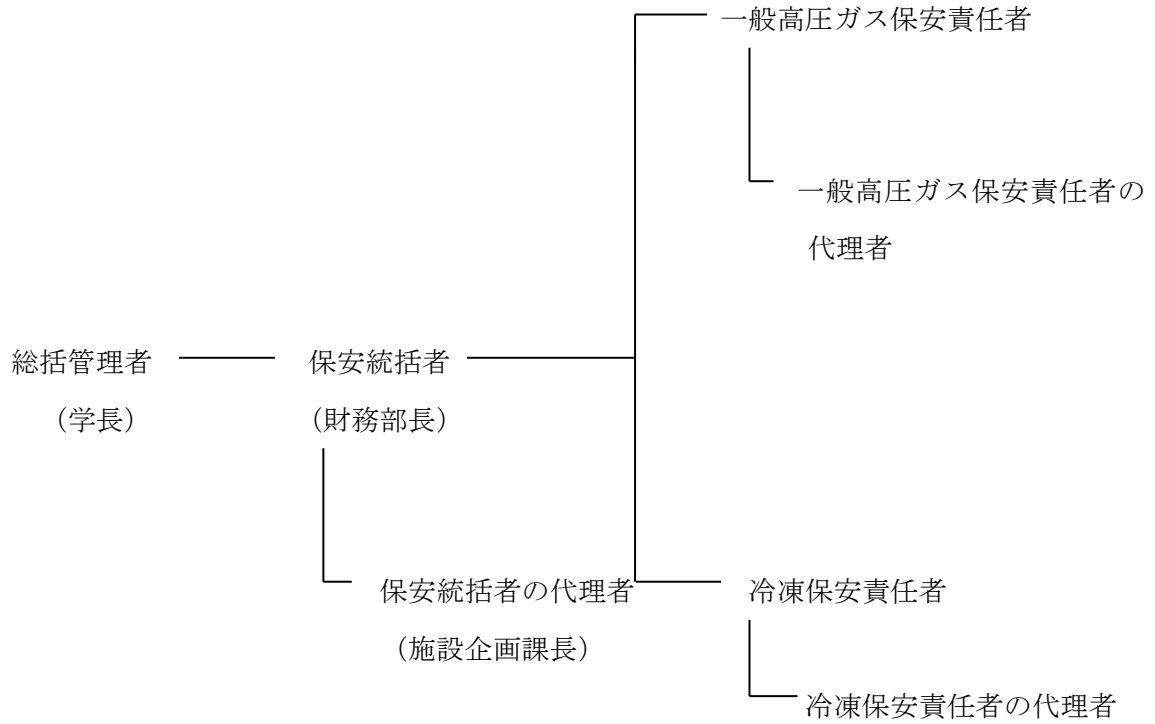 一般高圧ガス保安責任者
一般高圧ガス保安責任者の
代理者
総括管理者
（学長）
保安統括者
（財務部長）
保安統括者の代理者
（施設企画課長）
冷凍保安責任者
冷凍保安責任者の代理者